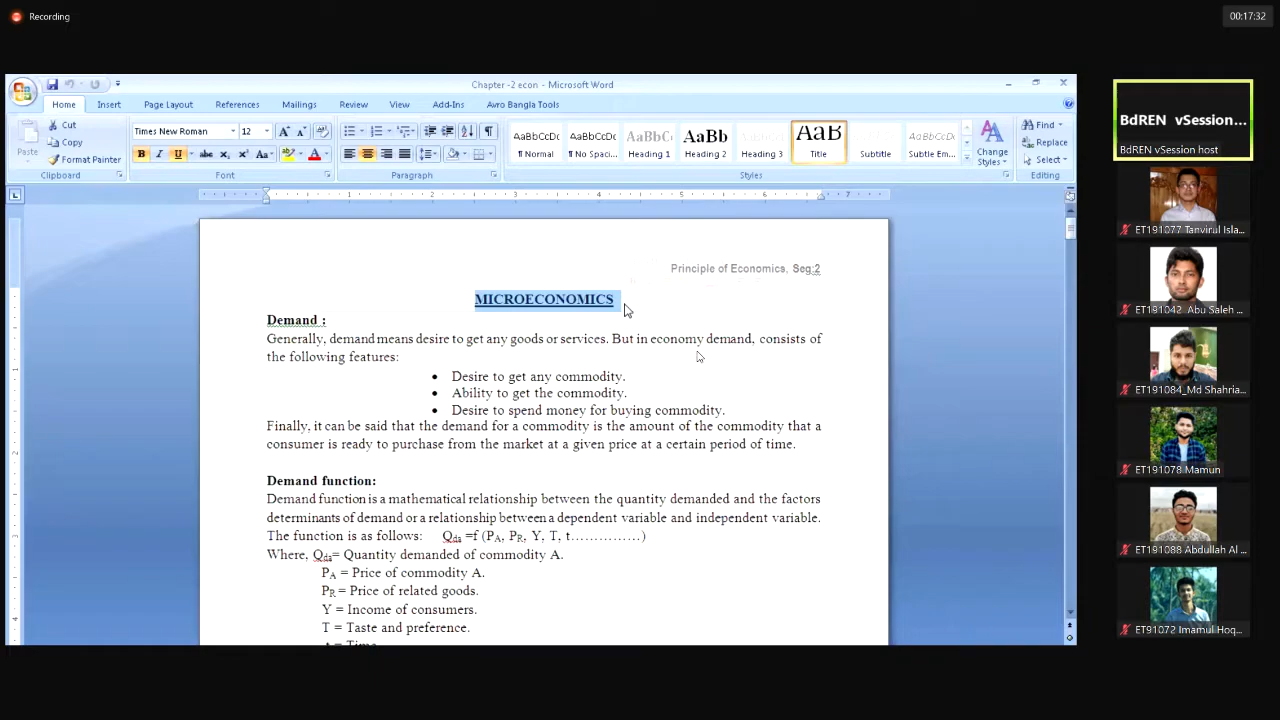 Recording
00:17:32
Chapter -2 econ - Microsoft Word
Home Insert Page Layout References Mailings Review View Add-Ins Avro Bangla Tools
Paste
Cut
Copy
Format Painter
Clipboard
Times New Roman 12
Font
Paragraph
AaBbCcDc AaBbCcDc AaBbC AaBb AaBbCc AaB AaBbCc AaBbCcDc
¶ Normal ¶ No Spaci... Heading 1 Heading 2 Heading 3 Title Subtitle Subtle Em...
Change Styles
Styles
Find
Replace
Select
Editing
Principle of Economics, Seg:2
MICROECONOMICS
Demand :
Generally, demand means desire to get any goods or services. But in economy demand, consists of
the following features:
• Desire to get any commodity.
• Ability to get the commodity.
• Desire to spend money for buying commodity.
Finally, it can be said that the demand for a commodity is the amount of the commodity that a
consumer is ready to purchase from the market at a given price at a certain period of time.
Demand function:
Demand function is a mathematical relationship between the quantity demanded and the factors
determinants of demand or a relationship between a dependent variable and independent variable.
The function is as follows: Qda =f (PA, PR, Y, T, t……………)
Where, Qda= Quantity demanded of commodity A.
PA = Price of commodity A.
PR = Price of related goods.
Y = Income of consumers.
T = Taste and preference.
t = Time
BdREN vSession...
BdREN vSession host
ET191077 Tanvirul Isla...
ET191042_Abu Saleh ...
ET191084_Md Shahria...
ET191078 Mamun
ET191088 Abdullah Al ...
ET91072 Imamul Hoq...